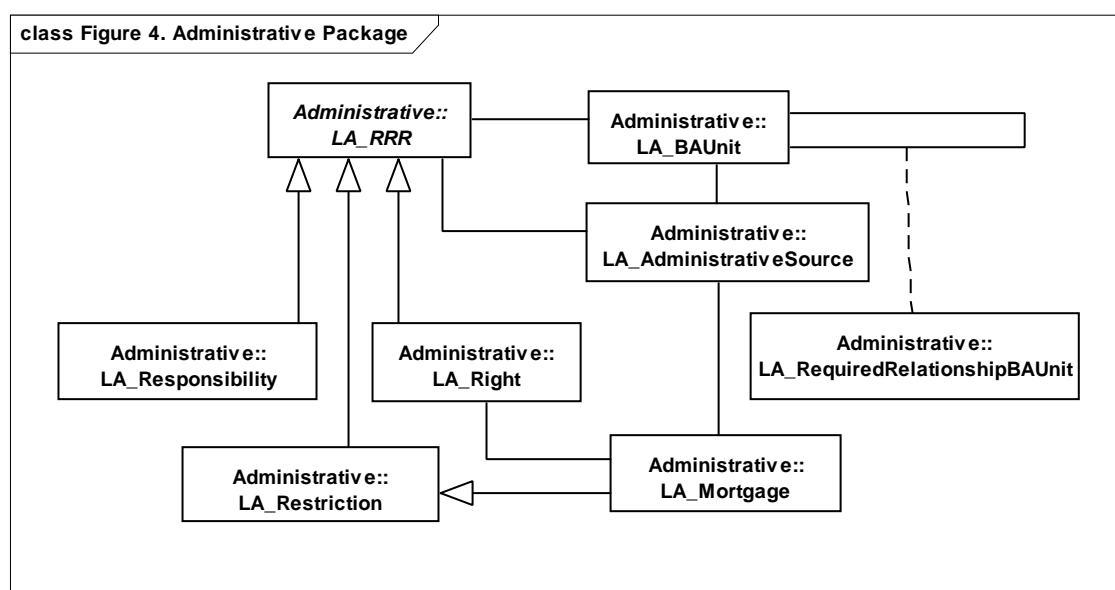 class Figure 4. Administrative Package
Administrative::
LA_RRR
Administrative::
LA_BAUnit
Administrative::
LA_AdministrativeSource
Administrative::
LA_Responsibility
Administrative::
LA_Right
Administrative::
LA_RequiredRelationshipBAUnit
Administrative::
LA_Restriction
Administrative::
LA_Mortgage